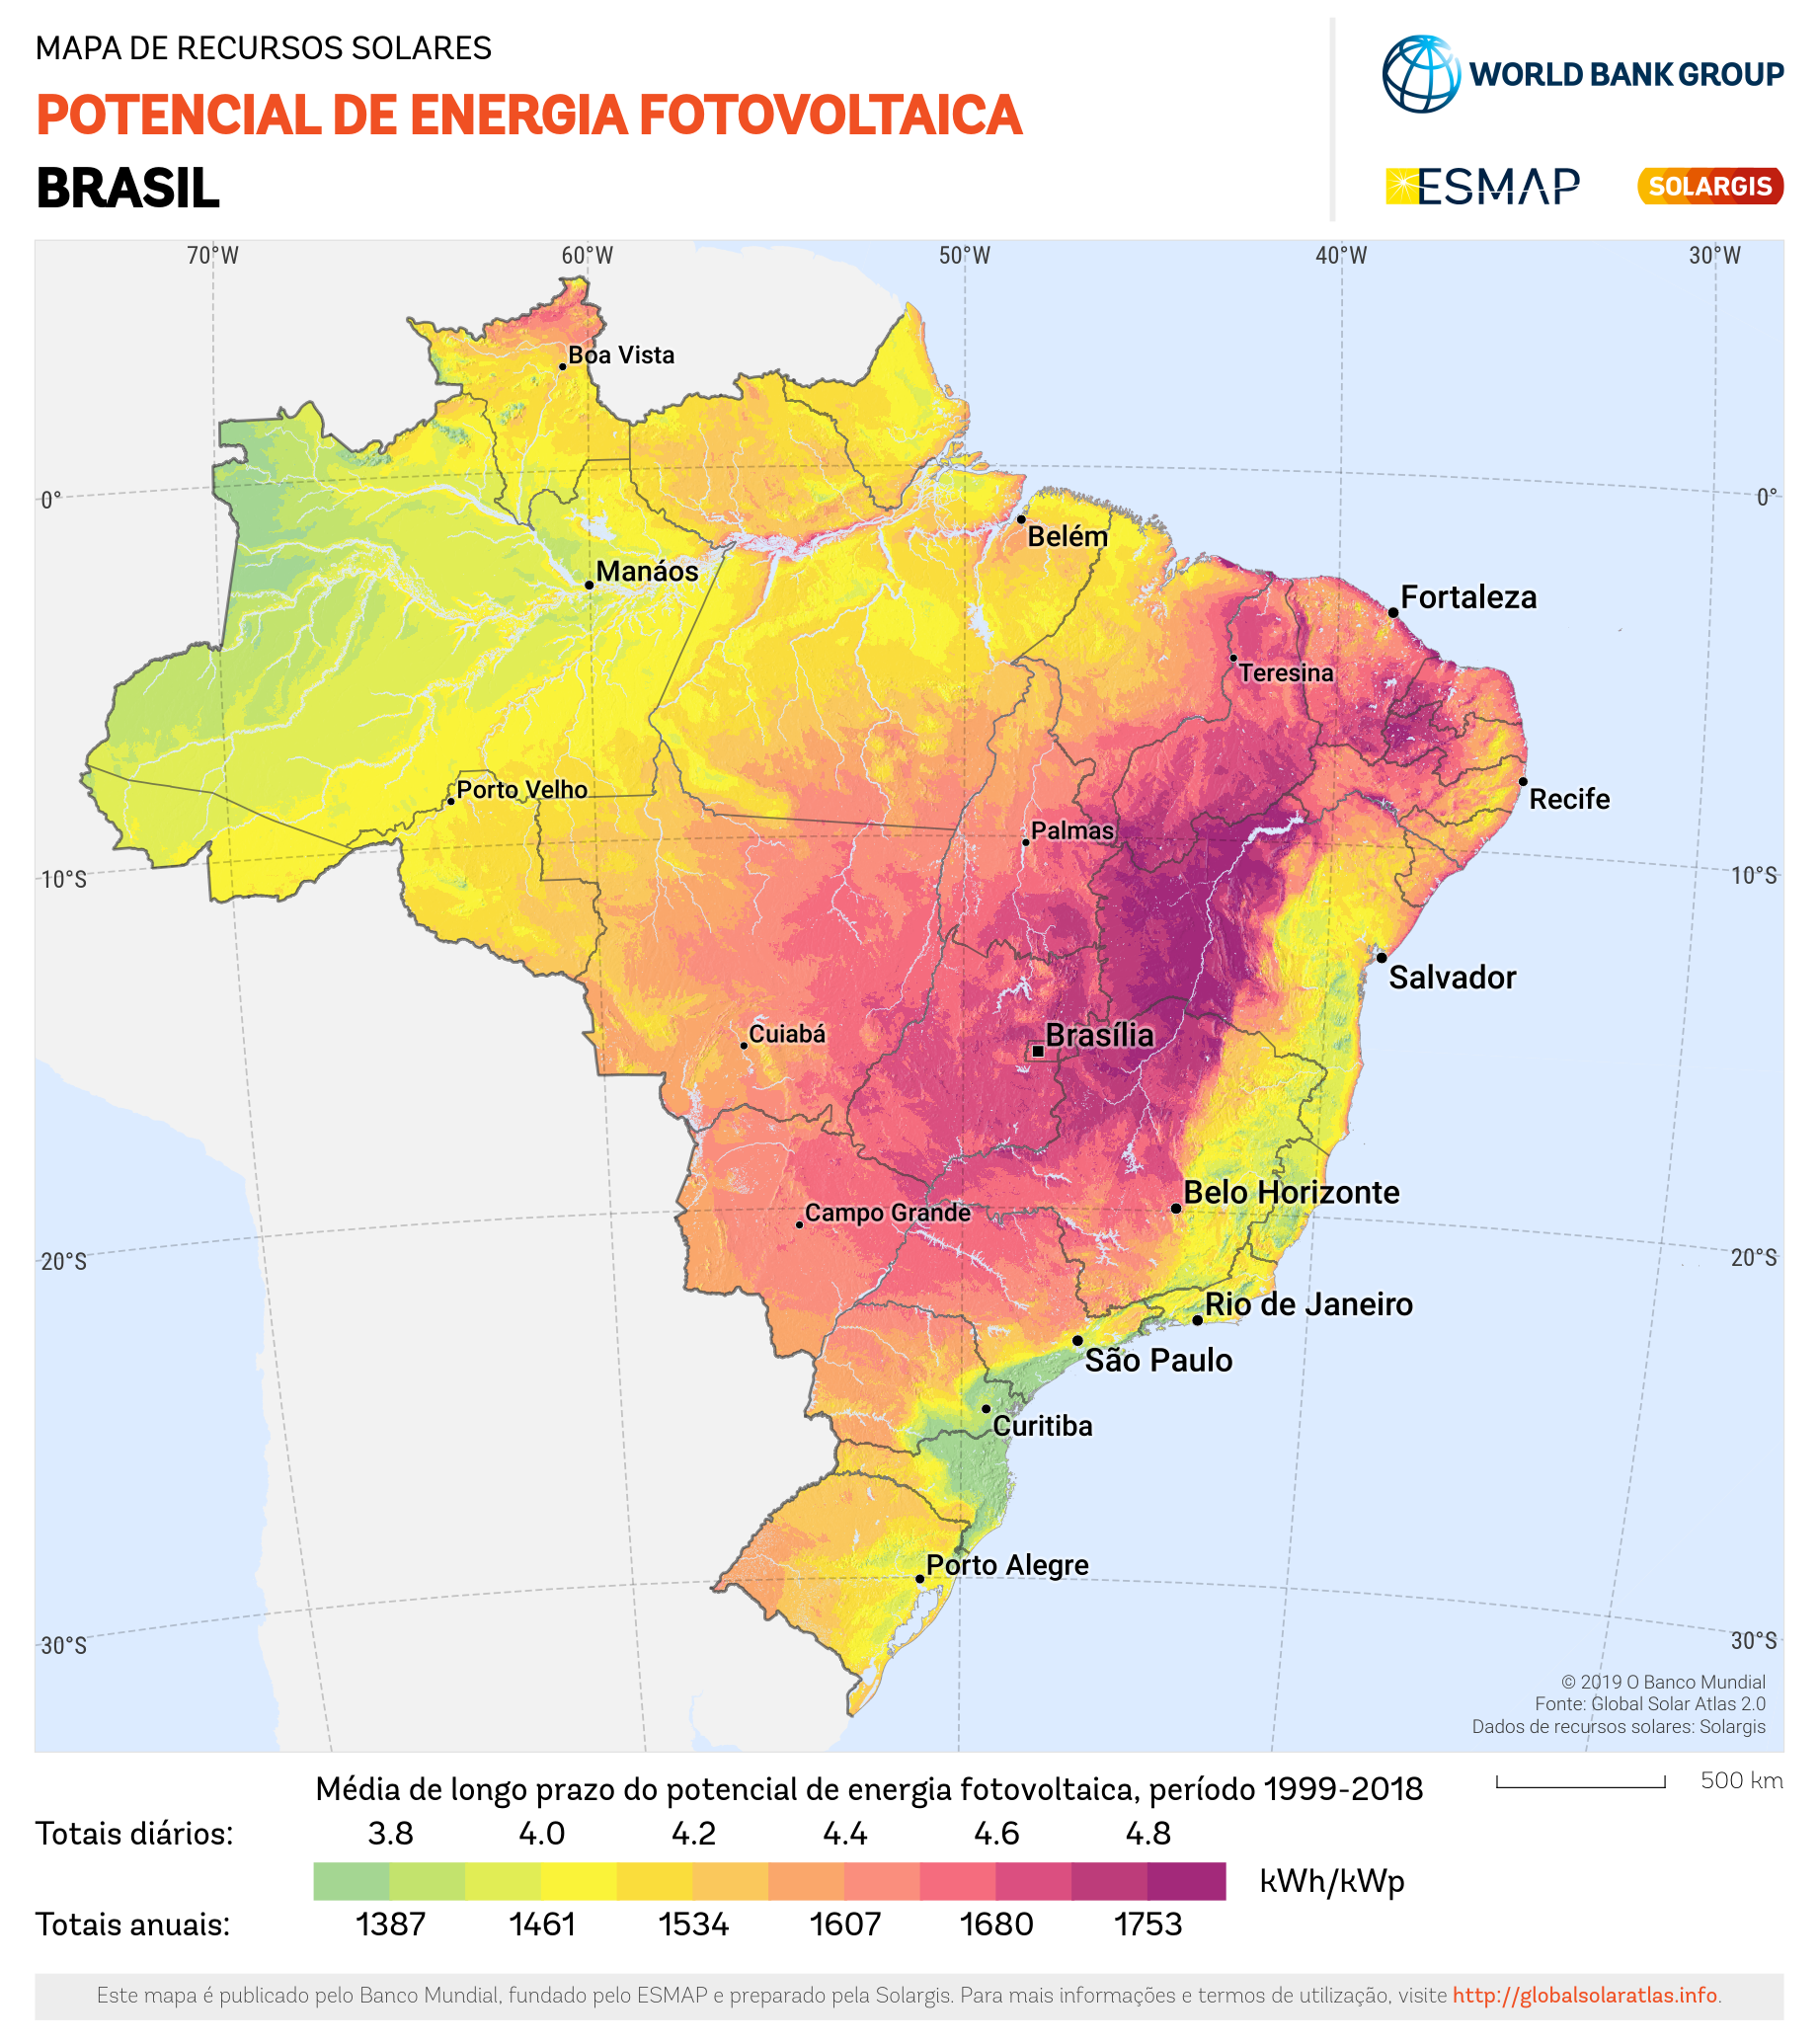 MAPA DE RECURSOS SOLARES
POTENCIAL DE ENERGIA FOTOVOLTAICA
BRASIL
WORLD BANK GROUP
ESMAP
SOLARGIS
70°W 60°W 50°W 40°W 30°W
Boa Vista
0° 0°
Belém
Manáos
Fortaleza
Teresina
Porto Velho
Recife
Palmas
10°S 10°S
Salvador
Cuiabá
Brasília
Belo Horizonte
Campo Grande
20°S 20°S
Rio de Janeiro
São Paulo
Curitiba
Porto Alegre
30°S 30°S
© 2019 O Banco Mundial
Fonte: Global Solar Atlas 2.0
Dados de recursos solares: Solargis
Média de longo prazo do potencial de energia fotovoltaica, período 1999-2018
500 km
Totais diários: 3.8 4.0 4.2 4.4 4.6 4.8
kWh/kWp
Totais anuais: 1387 1461 1534 1607 1680 1753
Este mapa é publicado pelo Banco Mundial, fundado pelo ESMAP e preparado pela Solargis. Para mais informações e termos de utilização, visite http://globalsolaratlas.info.